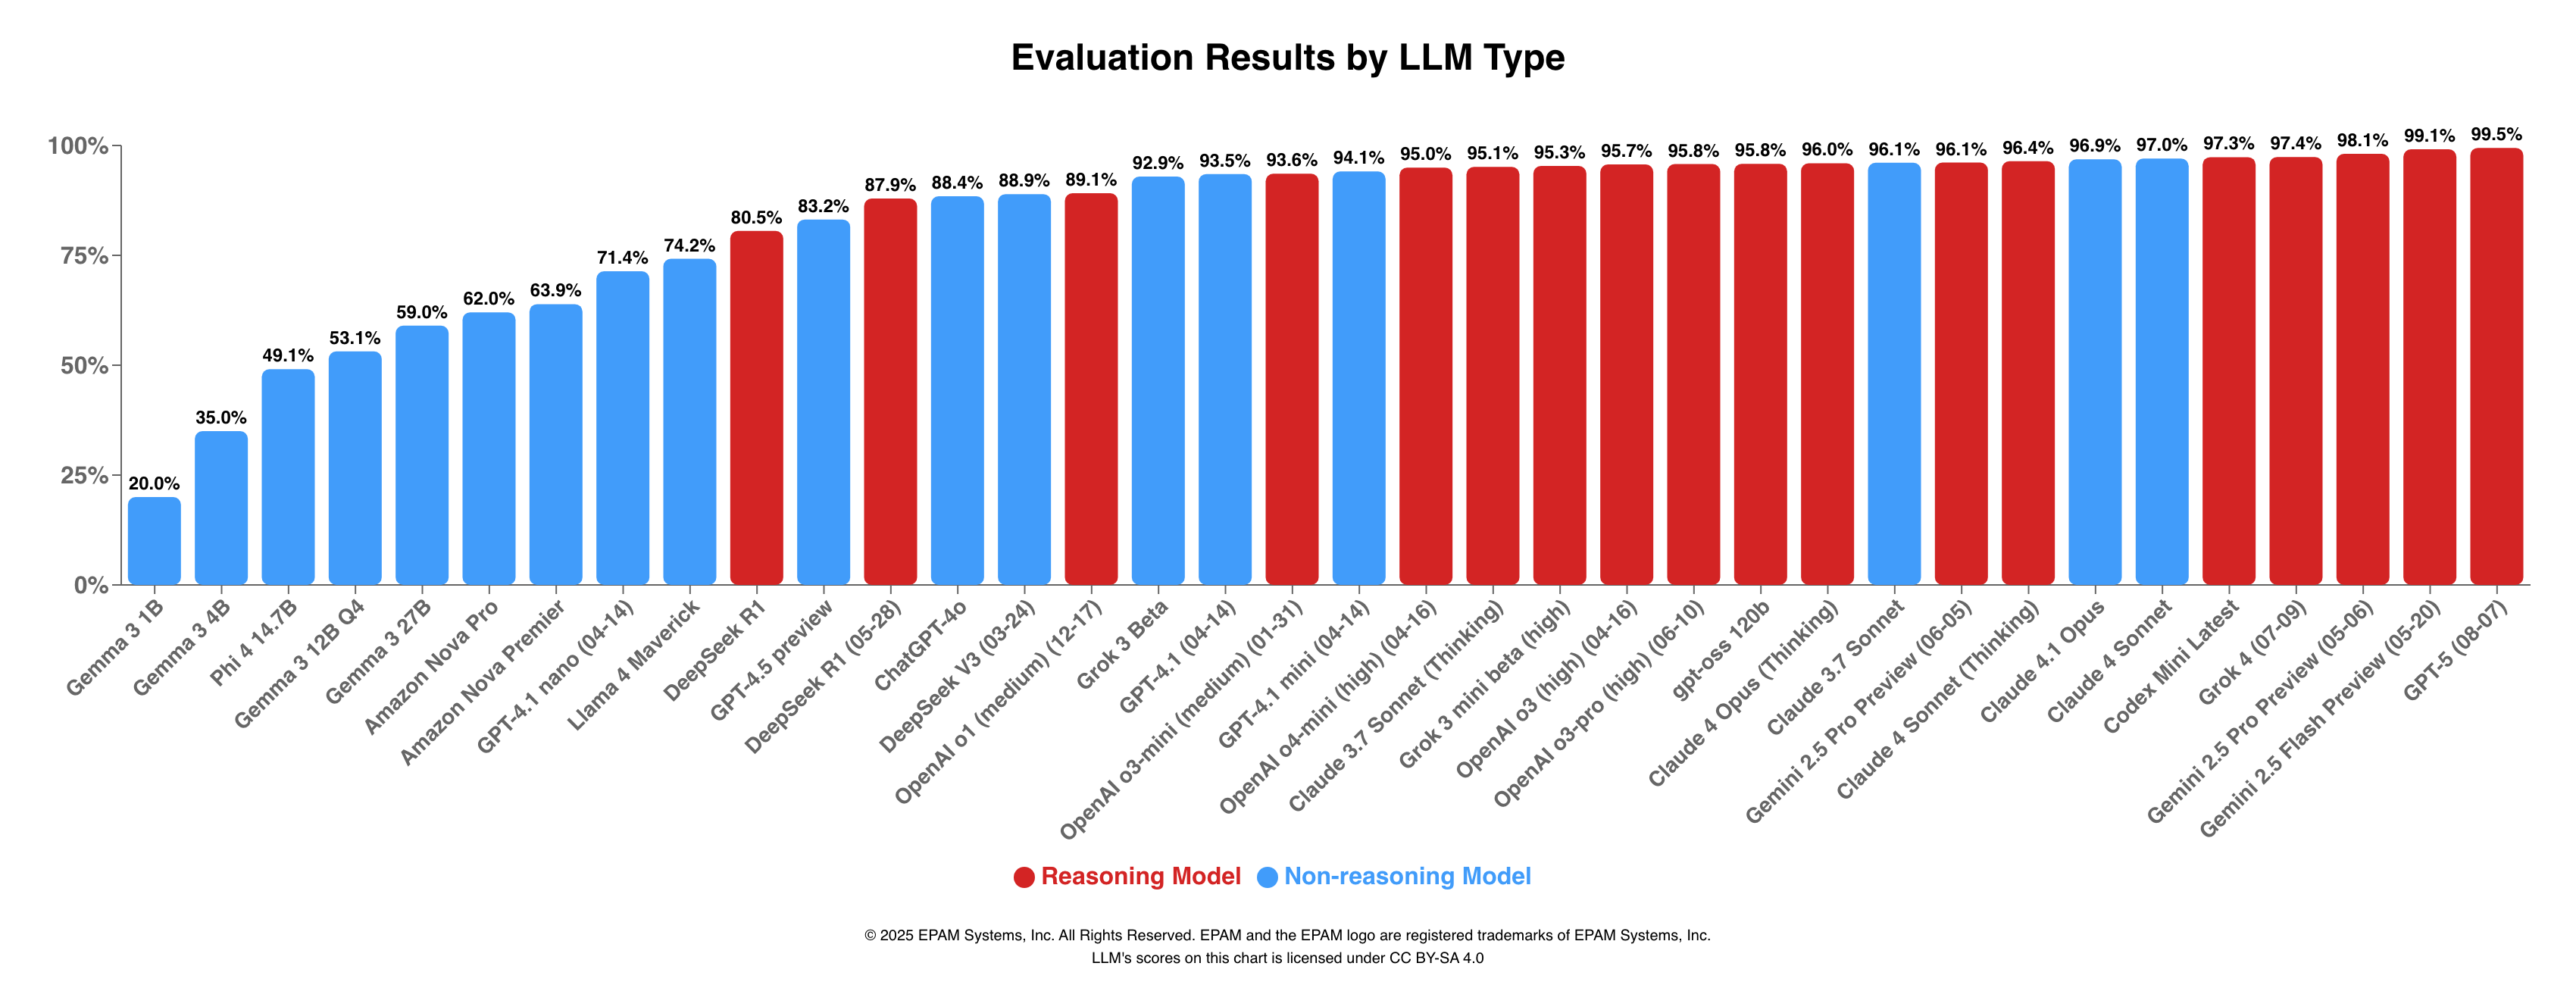 Evaluation Results by LLM Type
100%
75%
50%
25%
0%
20.0%
35.0%
49.1%
53.1%
59.0%
62.0%
63.9%
71.4%
74.2%
80.5%
83.2%
87.9%
88.4%
88.9%
89.1%
92.9%
93.5%
93.6%
94.1%
95.0%
95.1%
95.3%
95.7%
95.8%
95.8%
96.0%
96.1%
96.1%
96.4%
96.9%
97.0%
97.3%
97.4%
98.1%
99.1%
99.5%
Gemma 3 1B
Gemma 3 4B
Phi 4 14.7B
Gemma 3 12B Q4
Gemma 3 27B
Amazon Nova Pro
Amazon Nova Premier
GPT-4.1 nano (04-14)
Llama 4 Maverick
DeepSeek R1
GPT-4.5 preview
DeepSeek R1 (05-28)
ChatGPT-4o
DeepSeek V3 (03-24)
OpenAI o1 (medium) (12-17)
Grok 3 Beta
GPT-4.1 (04-14)
OpenAI o3-mini (medium) (01-31)
GPT-4.1 mini (04-14)
OpenAI o4-mini (high) (04-16)
Claude 3.7 Sonnet (Thinking)
Grok 3 mini beta (high)
OpenAI o3 (high) (04-16)
OpenAI o3-pro (high) (06-10)
gpt-oss 120b
Claude 4 Opus (Thinking)
Claude 3.7 Sonnet
Gemini 2.5 Pro Preview (06-05)
Claude 4 Sonnet (Thinking)
Claude 4.1 Opus
Claude 4 Sonnet
Codex Mini Latest
Grok 4 (07-09)
Gemini 2.5 Pro Preview (05-06)
Gemini 2.5 Flash Preview (05-20)
GPT-5 (08-07)
Reasoning Model
Non-reasoning Model
© 2025 EPAM Systems, Inc. All Rights Reserved. EPAM and the EPAM logo are registered trademarks of EPAM Systems, Inc.
LLM's scores on this chart is licensed under CC BY-SA 4.0